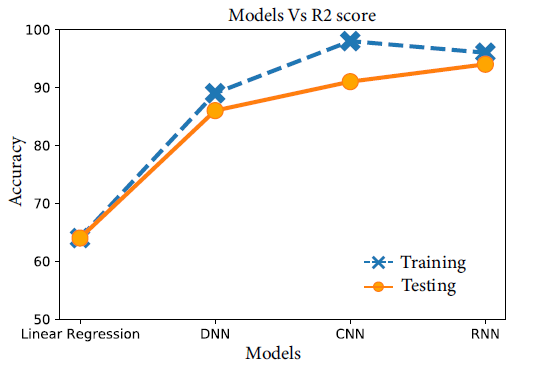 Models Vs R2 score
100
90
80
70
60
50
Accuracy
Training
Testing
Linear Regression DNN CNN RNN
Models